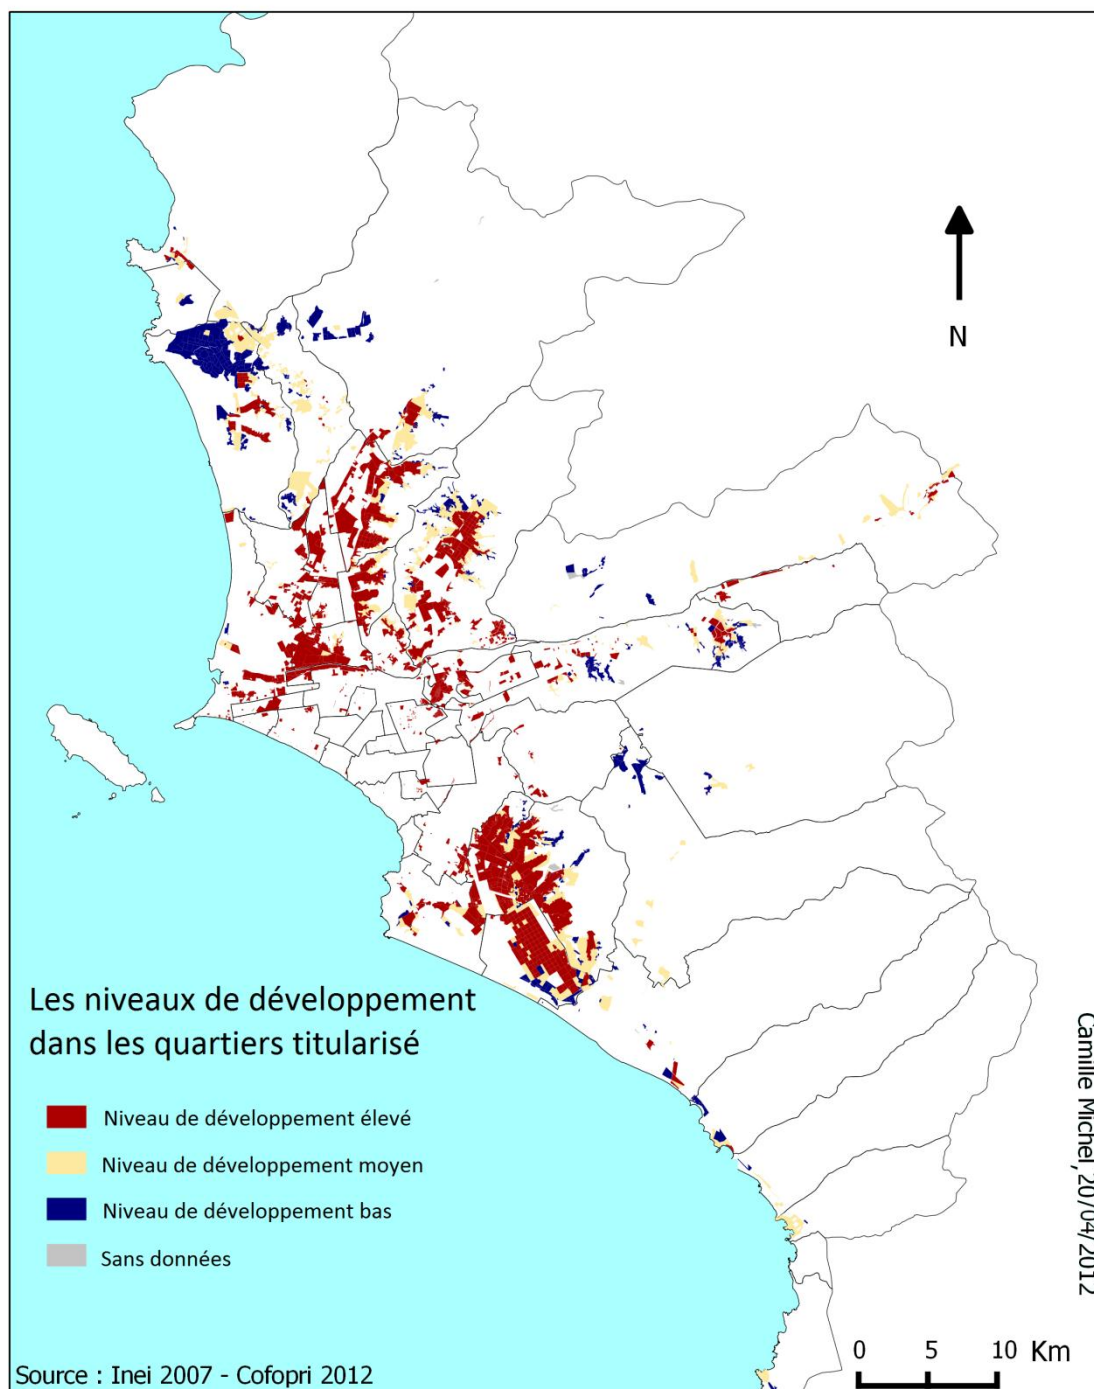 N
Les niveaux de développement
dans les quartiers titularisé
Niveau de développement élevé
Niveau de développement moyen
Niveau de développement bas
Sans données
Camille Michel,20/04/2012
0 5 10 Km
Source : Inei 2007 - Cofopri 2012